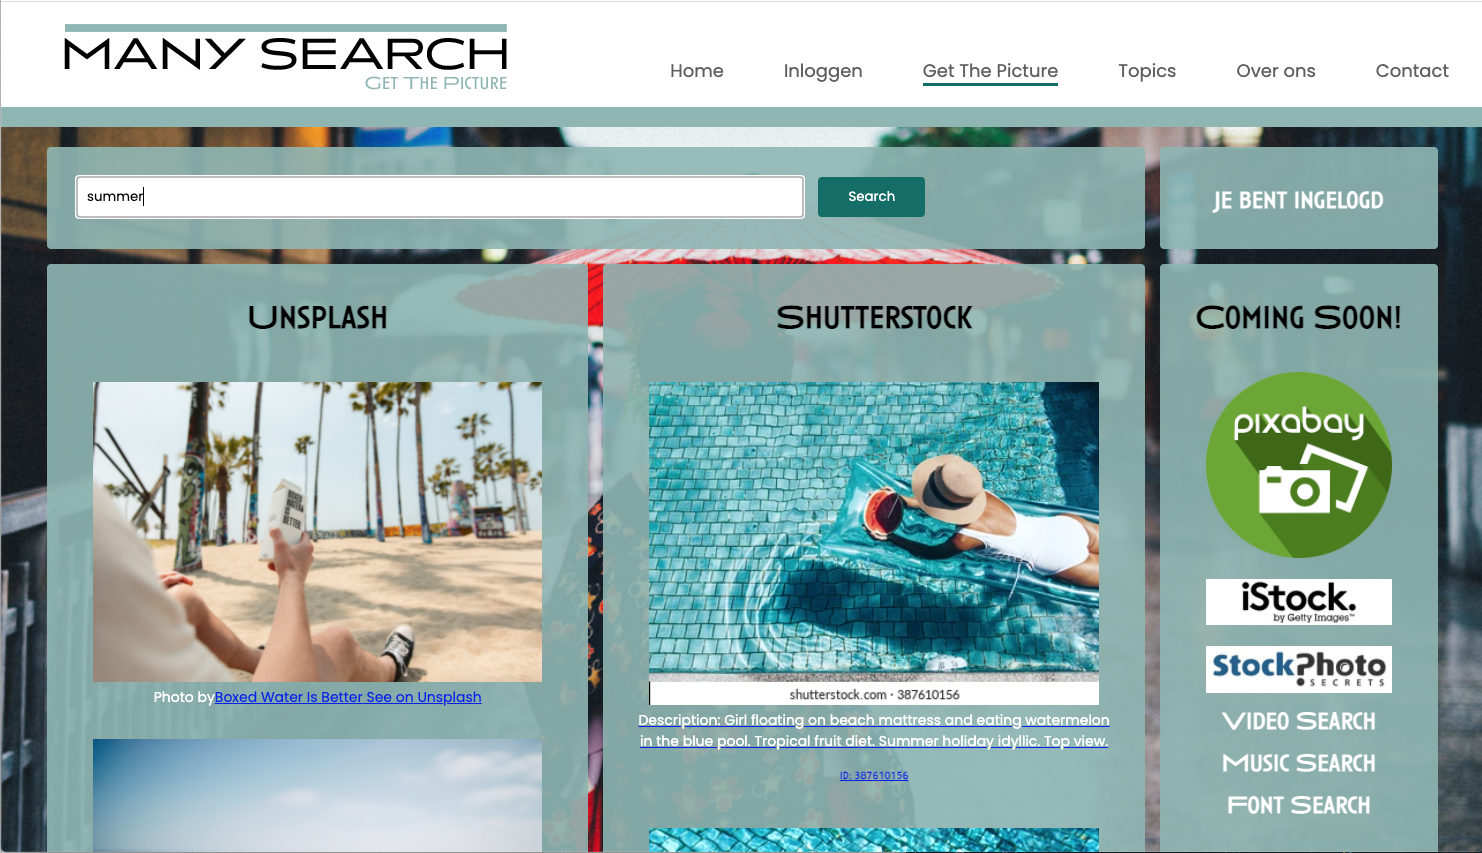 MANY SEARCH
GET THE PICTURE
Home Inloggen Get The Picture Topics Over ons Contact
summer
Search
JE BENT INGELOGD
UNSPLASH
BOXED WATER IS BETTER.
Photo byBoxed Water Is Better See on Unsplash
SHUTTERSTOCK
shutterstock.com · 387610156
Description: Girl floating on beach mattress and eating watermelon
in the blue pool. Tropical fruit diet. Summer holiday idyllic. Top view.
ID: 387610156
COMING SOON!
pixabay
iStock.
by Getty Images™
StockPhoto
SECRETS
VIDEO SEARCH
MUSIC SEARCH
FONT SEARCH